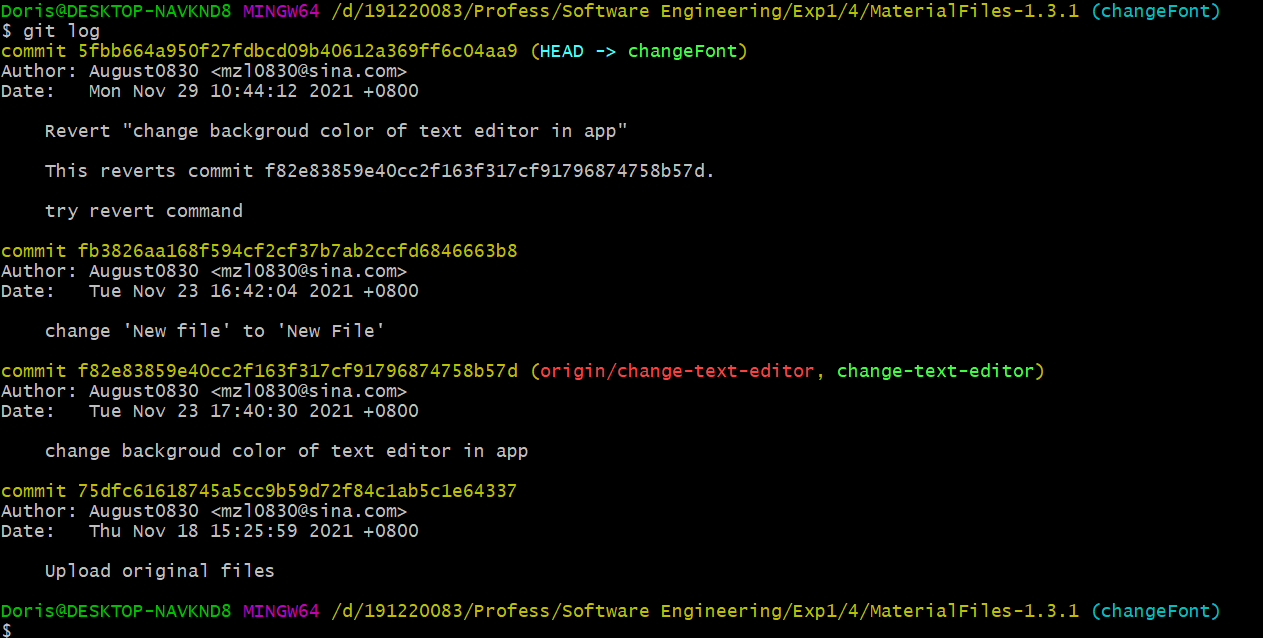 Doris@DESKTOP-NAVKND8 MINGW64 /d/191220083/Profess/Software Engineering/Exp1/4/MaterialFiles-1.3.1 (changeFont)
$ git log
commit 5fbb664a950f27fdbcd09b40612a369ff6c04aa9 (HEAD -> changeFont)
Author: August0830 <mzl0830@sina.com>
Date:   Mon Nov 29 10:44:12 2021 +0800
    Revert "change backgroud color of text editor in app"
    This reverts commit f82e83859e40cc2f163f317cf91796874758b57d.
    try revert command
commit fb3826aa168f594cf2cf37b7ab2ccfd6846663b8
Author: August0830 <mzl0830@sina.com>
Date:   Tue Nov 23 16:42:04 2021 +0800
    change 'New file' to 'New File'
commit f82e83859e40cc2f163f317cf91796874758b57d (origin/change-text-editor, change-text-editor)
Author: August0830 <mzl0830@sina.com>
Date:   Tue Nov 23 17:40:30 2021 +0800
    change backgroud color of text editor in app
commit 75dfc61618745a5cc9b59d72f84c1ab5c1e64337
Author: August0830 <mzl0830@sina.com>
Date:   Thu Nov 18 15:25:59 2021 +0800
    Upload original files
Doris@DESKTOP-NAVKND8 MINGW64 /d/191220083/Profess/Software Engineering/Exp1/4/MaterialFiles-1.3.1 (changeFont)
$